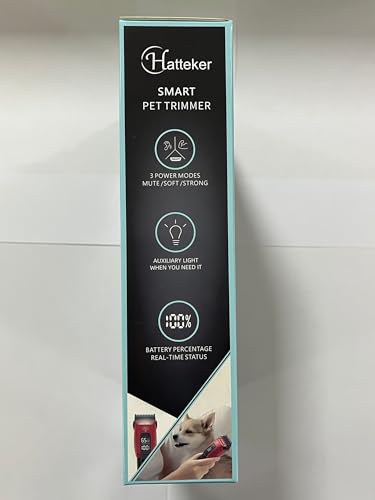 Hatteker
SMART
PET TRIMMER
3 POWER MODES
MUTE/SOFT/STRONG
AUXILIARY LIGHT
WHEN YOU NEED IT
100%
BATTERY PERCENTAGE
REAL-TIME STATUS